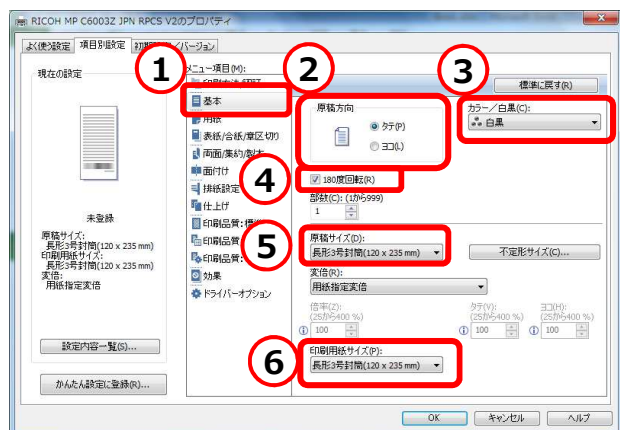 RICOH MP C6003Z JPN RPCS V2のプロパティ
よく使う設定 項目別設定 初期設定/バージョン
現在の設定
メニュー項目(M):
標準に戻す(R)
1
2
3
基本
用紙
表紙/合紙/章区切り
両面/集約/製本
面付け
排紙設定
仕上げ
印刷品質:標準
印刷品質
印刷品質:
効果
ドライバーオプション
原稿方向
タテ(P)
ヨコ(L)
カラー/白黒(C):
白黒
4
180度回転(R)
部数(C): (1から999)
1
5
原稿サイズ(D):
長形3号封筒(120 x 235 mm)
不定形サイズ(C)...
変倍(R):
用紙指定変倍
倍率(Z):
(25から400 %)
100
タテ(V):
(25から400 %)
100
ヨコ(H):
(25から400 %)
100
6
印刷用紙サイズ(P):
長形3号封筒(120 x 235 mm)
未登録
原稿サイズ:
長形3号封筒(120 x 235 mm)
印刷用紙サイズ:
長形3号封筒(120 x 235 mm)
変倍:
用紙指定変倍
設定内容一覧(S)...
かんたん設定に登録(R)...
OK キャンセル ヘルプ